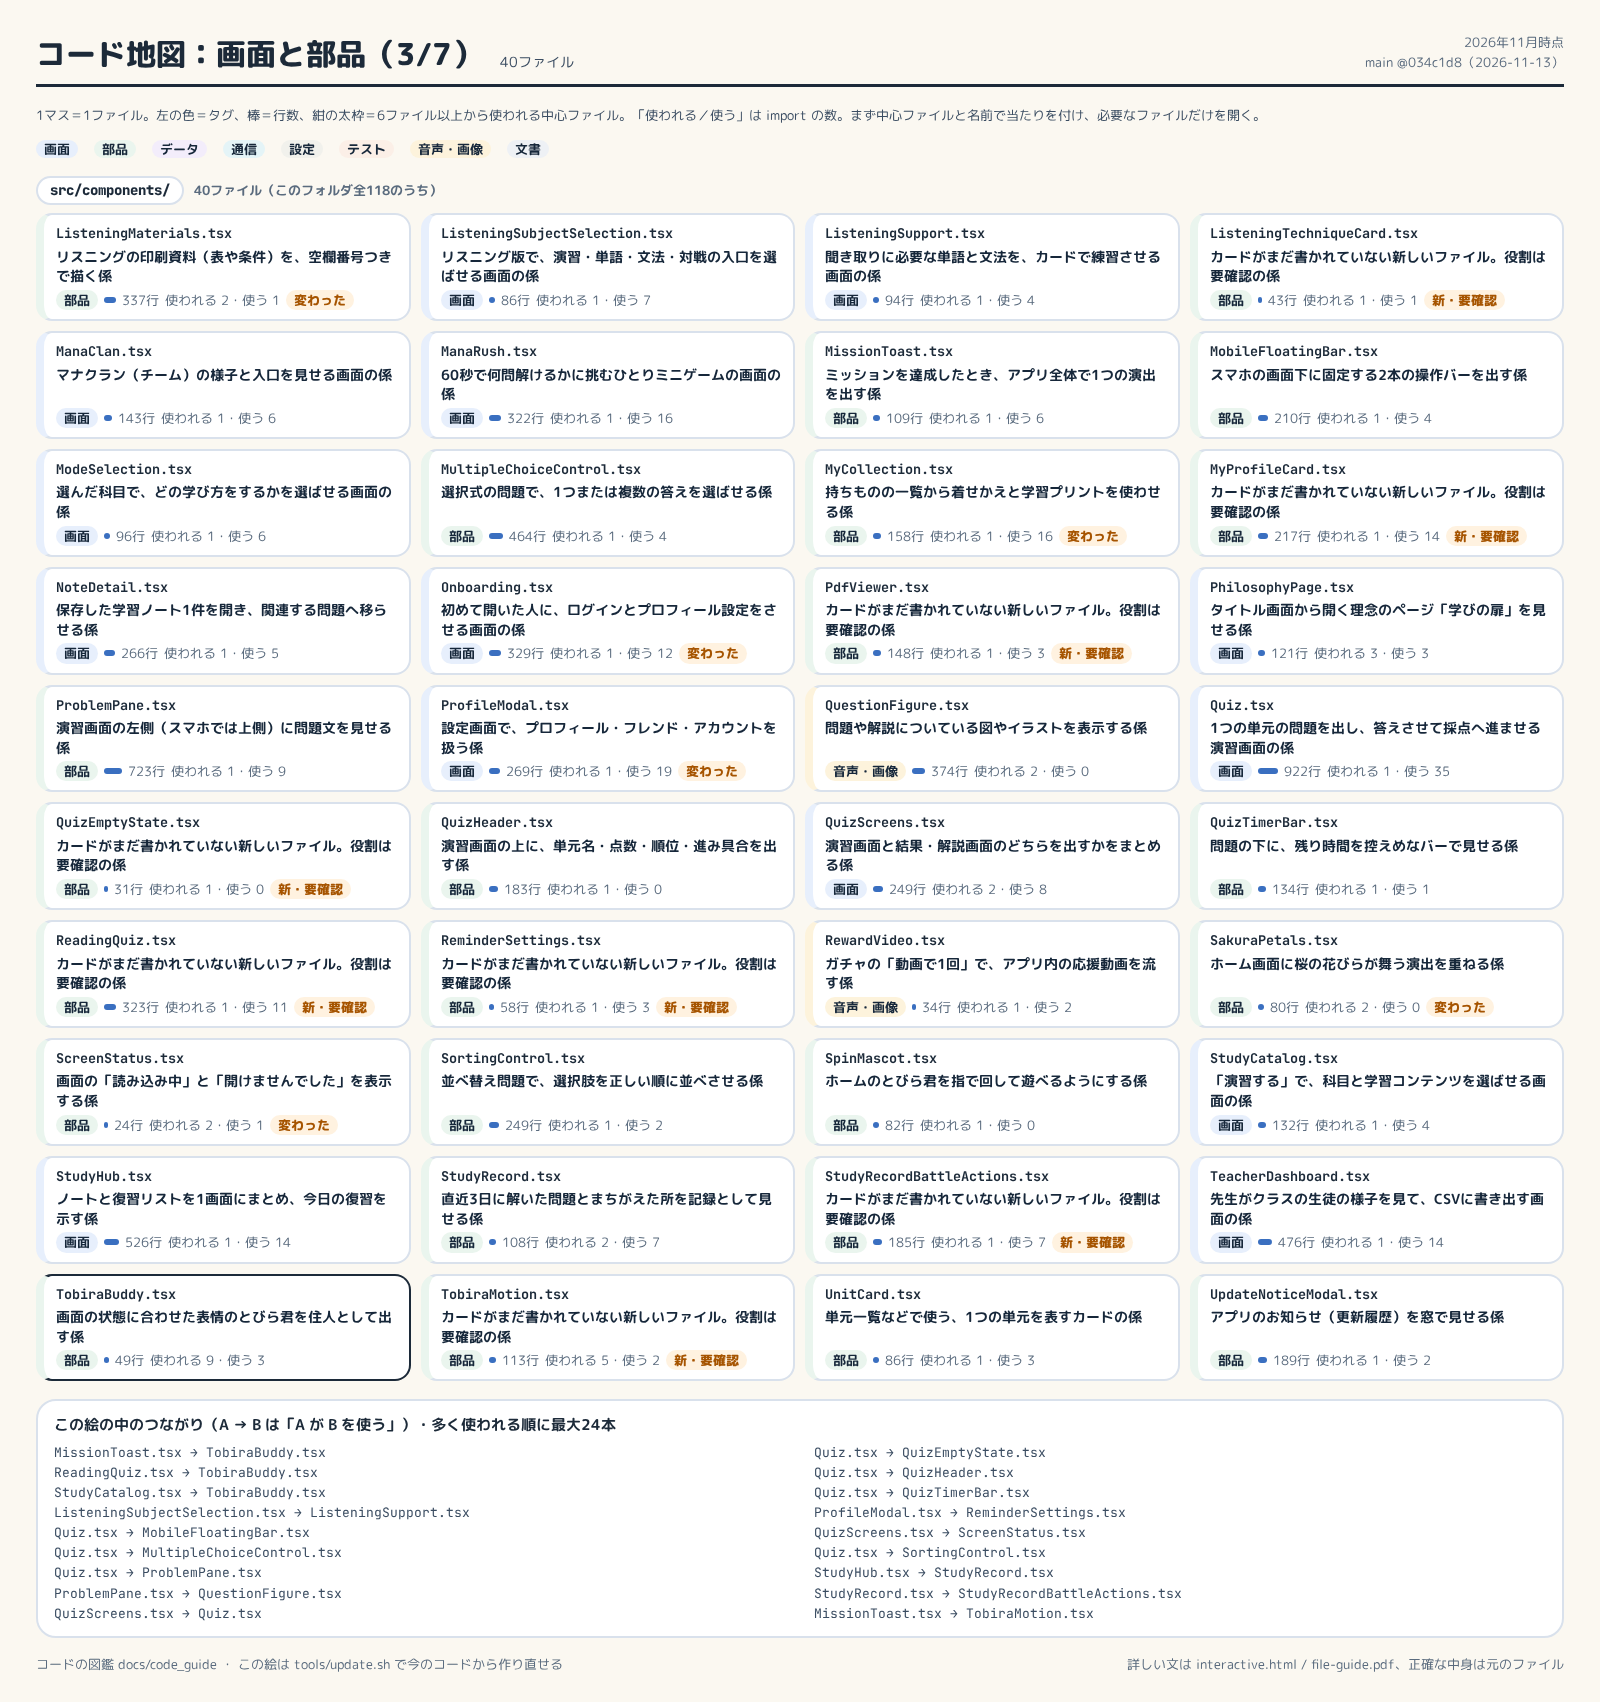 コード地図：画面と部品（3/7） 40ファイル
2026年11月時点
main @034c1d8（2026-11-13）
1マス＝1ファイル。左の色＝タグ、棒＝行数、紺の太枠＝6ファイル以上から使われる中心ファイル。「使われる／使う」は import の数。まず中心ファイルと名前で当たりを付け、必要なファイルだけを開く。
画面 部品 データ 通信 設定 テスト 音声・画像 文書
src/components/ 40ファイル（このフォルダ全118のうち）
ListeningMaterials.tsx
リスニングの印刷資料（表や条件）を、空欄番号つき
で描く係
部品 337行 使われる 2 · 使う 1 変わった
ListeningSubjectSelection.tsx
リスニング版で、演習・単語・文法・対戦の入口を選
ばせる画面の係
画面 86行 使われる 1 · 使う 7
ListeningSupport.tsx
聞き取りに必要な単語と文法を、カードで練習させる
画面の係
画面 94行 使われる 1 · 使う 4
ListeningTechniqueCard.tsx
カードがまだ書かれていない新しいファイル。役割は
要確認の係
部品 43行 使われる 1 · 使う 1 新・要確認
ManaClan.tsx
マナクラン（チーム）の様子と入口を見せる画面の係
画面 143行 使われる 1 · 使う 6
ManaRush.tsx
60秒で何問解けるかに挑むひとりミニゲームの画面の
係
画面 322行 使われる 1 · 使う 16
MissionToast.tsx
ミッションを達成したとき、アプリ全体で1つの演出
を出す係
部品 109行 使われる 1 · 使う 6
MobileFloatingBar.tsx
スマホの画面下に固定する2本の操作バーを出す係
部品 210行 使われる 1 · 使う 4
ModeSelection.tsx
選んだ科目で、どの学び方をするかを選ばせる画面の
係
画面 96行 使われる 1 · 使う 6
MultipleChoiceControl.tsx
選択式の問題で、1つまたは複数の答えを選ばせる係
部品 464行 使われる 1 · 使う 4
MyCollection.tsx
持ちものの一覧から着せかえと学習プリントを使わせ
る係
部品 158行 使われる 1 · 使う 16 変わった
MyProfileCard.tsx
カードがまだ書かれていない新しいファイル。役割は
要確認の係
部品 217行 使われる 1 · 使う 14 新・要確認
NoteDetail.tsx
保存した学習ノート1件を開き、関連する問題へ移ら
せる係
画面 266行 使われる 1 · 使う 5
Onboarding.tsx
初めて開いた人に、ログインとプロフィール設定をさ
せる画面の係
画面 329行 使われる 1 · 使う 12 変わった
PdfViewer.tsx
カードがまだ書かれていない新しいファイル。役割は
要確認の係
部品 148行 使われる 1 · 使う 3 新・要確認
PhilosophyPage.tsx
タイトル画面から開く理念のページ「学びの扉」を見
せる係
画面 121行 使われる 3 · 使う 3
ProblemPane.tsx
演習画面の左側（スマホでは上側）に問題文を見せる
係
部品 723行 使われる 1 · 使う 9
ProfileModal.tsx
設定画面で、プロフィール・フレンド・アカウントを
扱う係
画面 269行 使われる 1 · 使う 19 変わった
QuestionFigure.tsx
問題や解説についている図やイラストを表示する係
音声・画像 374行 使われる 2 · 使う 0
Quiz.tsx
1つの単元の問題を出し、答えさせて採点へ進ませる
演習画面の係
画面 922行 使われる 1 · 使う 35
QuizEmptyState.tsx
カードがまだ書かれていない新しいファイル。役割は
要確認の係
部品 31行 使われる 1 · 使う 0 新・要確認
QuizHeader.tsx
演習画面の上に、単元名・点数・順位・進み具合を出
す係
部品 183行 使われる 1 · 使う 0
QuizScreens.tsx
演習画面と結果・解説画面のどちらを出すかをまとめ
る係
画面 249行 使われる 2 · 使う 8
QuizTimerBar.tsx
問題の下に、残り時間を控えめなバーで見せる係
部品 134行 使われる 1 · 使う 1
ReadingQuiz.tsx
カードがまだ書かれていない新しいファイル。役割は
要確認の係
部品 323行 使われる 1 · 使う 11 新・要確認
ReminderSettings.tsx
カードがまだ書かれていない新しいファイル。役割は
要確認の係
部品 58行 使われる 1 · 使う 3 新・要確認
RewardVideo.tsx
ガチャの「動画で1回」で、アプリ内の応援動画を流
す係
音声・画像 34行 使われる 1 · 使う 2
SakuraPetals.tsx
ホーム画面に桜の花びらが舞う演出を重ねる係
部品 80行 使われる 2 · 使う 0 変わった
ScreenStatus.tsx
画面の「読み込み中」と「開けませんでした」を表示
する係
部品 24行 使われる 2 · 使う 1 変わった
SortingControl.tsx
並べ替え問題で、選択肢を正しい順に並べさせる係
部品 249行 使われる 1 · 使う 2
SpinMascot.tsx
ホームのとびら君を指で回して遊べるようにする係
部品 82行 使われる 1 · 使う 0
StudyCatalog.tsx
「演習する」で、科目と学習コンテンツを選ばせる画
面の係
画面 132行 使われる 1 · 使う 4
StudyHub.tsx
ノートと復習リストを1画面にまとめ、今日の復習を
示す係
画面 526行 使われる 1 · 使う 14
StudyRecord.tsx
直近3日に解いた問題とまちがえた所を記録として見
せる係
部品 108行 使われる 2 · 使う 7
StudyRecordBattleActions.tsx
カードがまだ書かれていない新しいファイル。役割は
要確認の係
部品 185行 使われる 1 · 使う 7 新・要確認
TeacherDashboard.tsx
先生がクラスの生徒の様子を見て、CSVに書き出す画
面の係
画面 476行 使われる 1 · 使う 14
TobiraBuddy.tsx
画面の状態に合わせた表情のとびら君を住人として出
す係
部品 49行 使われる 9 · 使う 3
TobiraMotion.tsx
カードがまだ書かれていない新しいファイル。役割は
要確認の係
部品 113行 使われる 5 · 使う 2 新・要確認
UnitCard.tsx
単元一覧などで使う、1つの単元を表すカードの係
部品 86行 使われる 1 · 使う 3
UpdateNoticeModal.tsx
アプリのお知らせ（更新履歴）を窓で見せる係
部品 189行 使われる 1 · 使う 2
この絵の中のつながり（A → B は「A が B を使う」）・多く使われる順に最大24本
MissionToast.tsx → TobiraBuddy.tsx
ReadingQuiz.tsx → TobiraBuddy.tsx
StudyCatalog.tsx → TobiraBuddy.tsx
ListeningSubjectSelection.tsx → ListeningSupport.tsx
Quiz.tsx → MobileFloatingBar.tsx
Quiz.tsx → MultipleChoiceControl.tsx
Quiz.tsx → ProblemPane.tsx
ProblemPane.tsx → QuestionFigure.tsx
QuizScreens.tsx → Quiz.tsx
Quiz.tsx → QuizEmptyState.tsx
Quiz.tsx → QuizHeader.tsx
Quiz.tsx → QuizTimerBar.tsx
ProfileModal.tsx → ReminderSettings.tsx
QuizScreens.tsx → ScreenStatus.tsx
Quiz.tsx → SortingControl.tsx
StudyHub.tsx → StudyRecord.tsx
StudyRecord.tsx → StudyRecordBattleActions.tsx
MissionToast.tsx → TobiraMotion.tsx
コードの図鑑 docs/code_guide · この絵は tools/update.sh で今のコードから作り直せる
詳しい文は interactive.html / file-guide.pdf、正確な中身は元のファイル